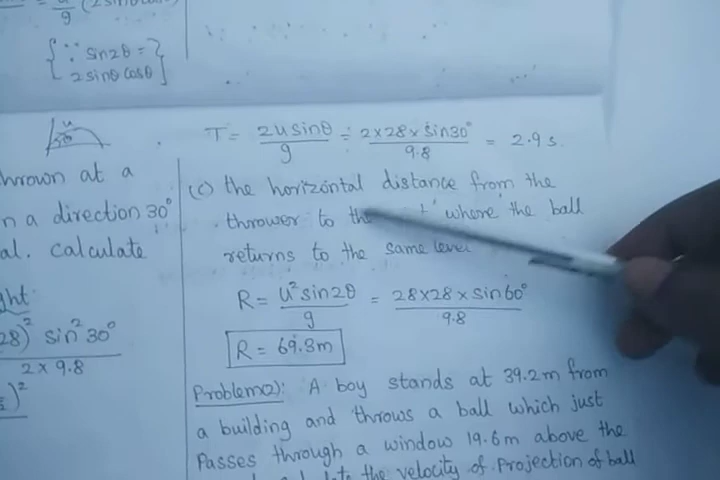 g
{ ∵ sin2θ = }
{ 2sinθ cosθ }
u
30°
hrown at a
n a direction 30°
al. calculate
ght:
28)² sin²30°
2 × 9.8
)²
T = 2u sinθ / g = 2×28× sin30° / 9.8 = 2.9 s.
(c) the horizontal distance from the
thrower to the where the ball
returns to the same level
R = u² sin2θ / g = 28×28× sin60° / 9.8
R = 69.3m
Problem(2): A boy stands at 39.2m from
a building and throws a ball which just
Passes through a window 19.6m above the
the velocity of Projection of ball